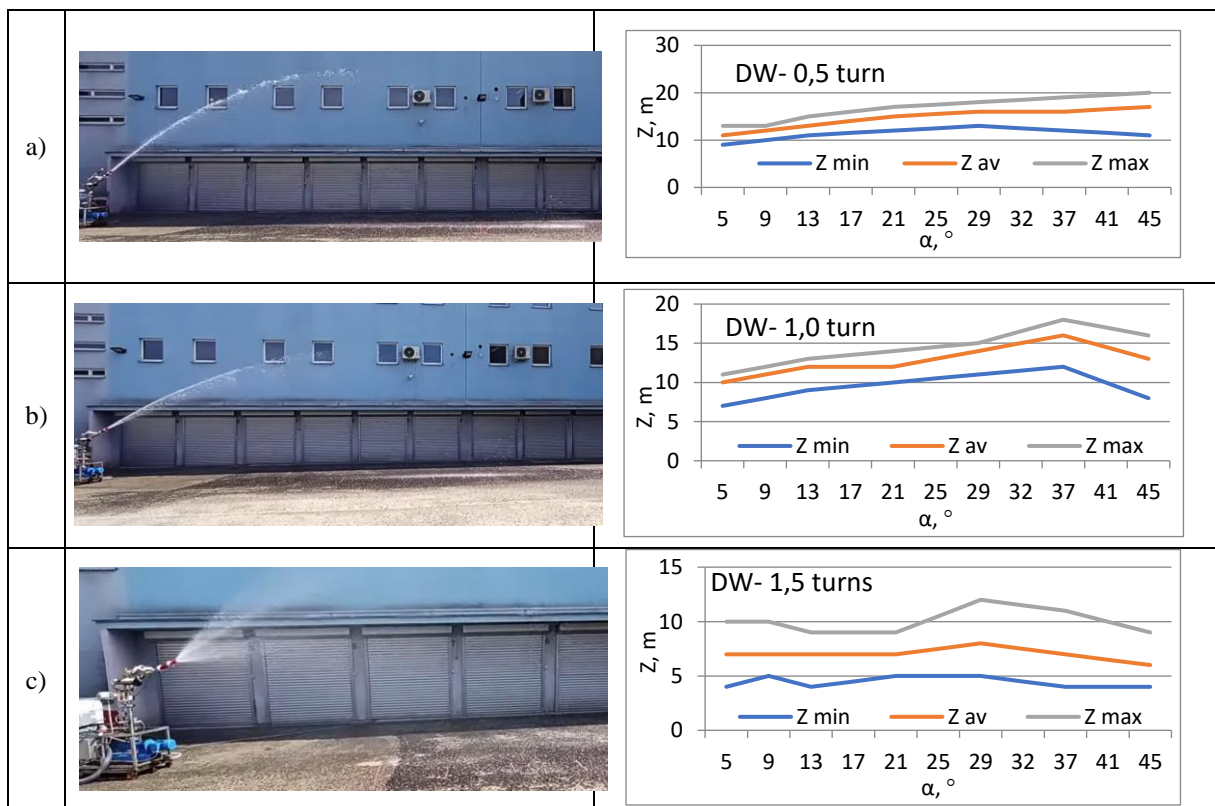 a)
DW- 0,5 turn
30
20
10
0
Z, m
Z min Z av Z max
5 9 13 17 21 25 29 32 37 41 45
α, °
b)
DW- 1,0 turn
20
15
10
5
0
Z, m
Z min Z av Z max
5 9 13 17 21 25 29 32 37 41 45
α, °
c)
DW- 1,5 turns
15
10
5
0
Z, m
Z min Z av Z max
5 9 13 17 21 25 29 32 37 41 45
α, °